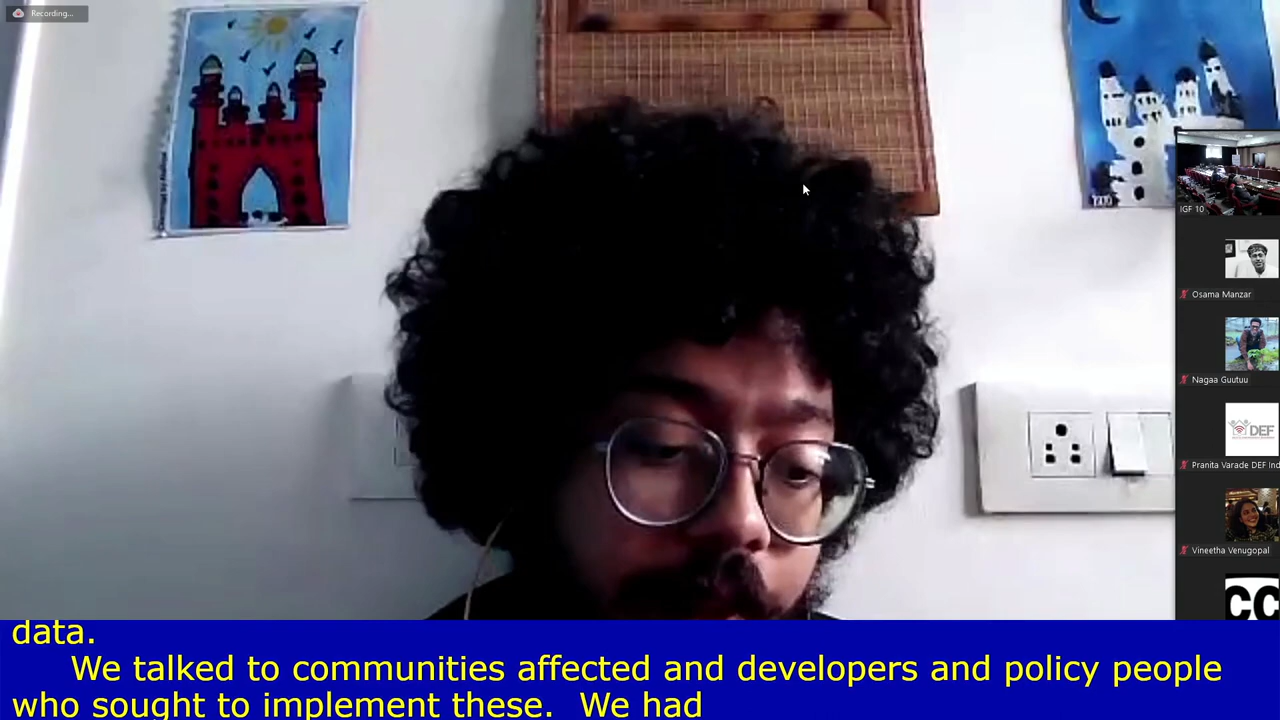 Recording...
IGF 10
Osama Manzar
Nagaa Guutuu
DEF
Pranita Varade DEF Ind
Vineetha Venugopal
CC
data.
We talked to communities affected and developers and policy people
who sought to implement these. We had